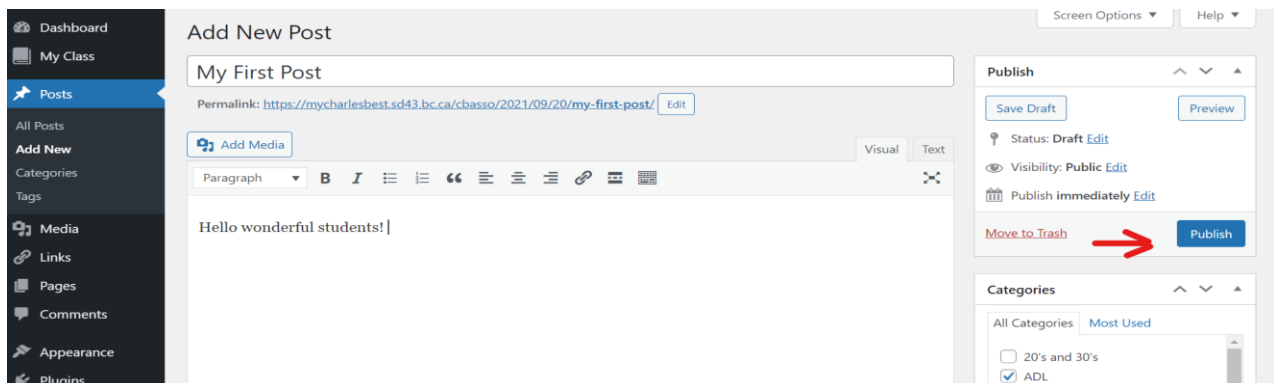 Dashboard
My Class
Posts
All Posts
Add New
Categories
Tags
Media
Links
Pages
Comments
Appearance
Plugins
Screen Options
Help
Add New Post
My First Post
Permalink: https://mycharlesbest.sd43.bc.ca/cbasso/2021/09/20/my-first-post/ Edit
Add Media
Visual Text
Paragraph B I
Hello wonderful students!
Publish
Save Draft Preview
Status: Draft Edit
Visibility: Public Edit
Publish immediately Edit
Move to Trash Publish
Categories
All Categories Most Used
20's and 30's
ADL